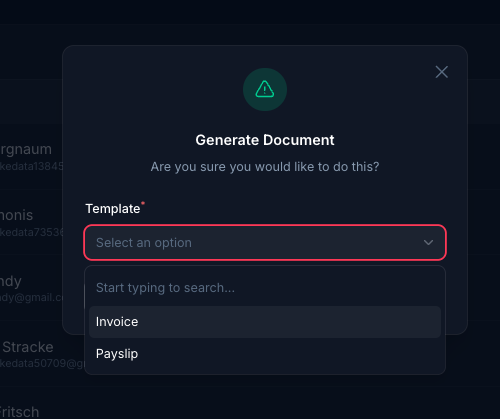 Generate Document
Are you sure you would like to do this?
rgnaum
kedata13845
Template*
nonis
kedata73536
Select an option
ndy
ndy@gmail.co
Start typing to search...
Invoice
Stracke
Payslip
kedata50709@g
Fritsch